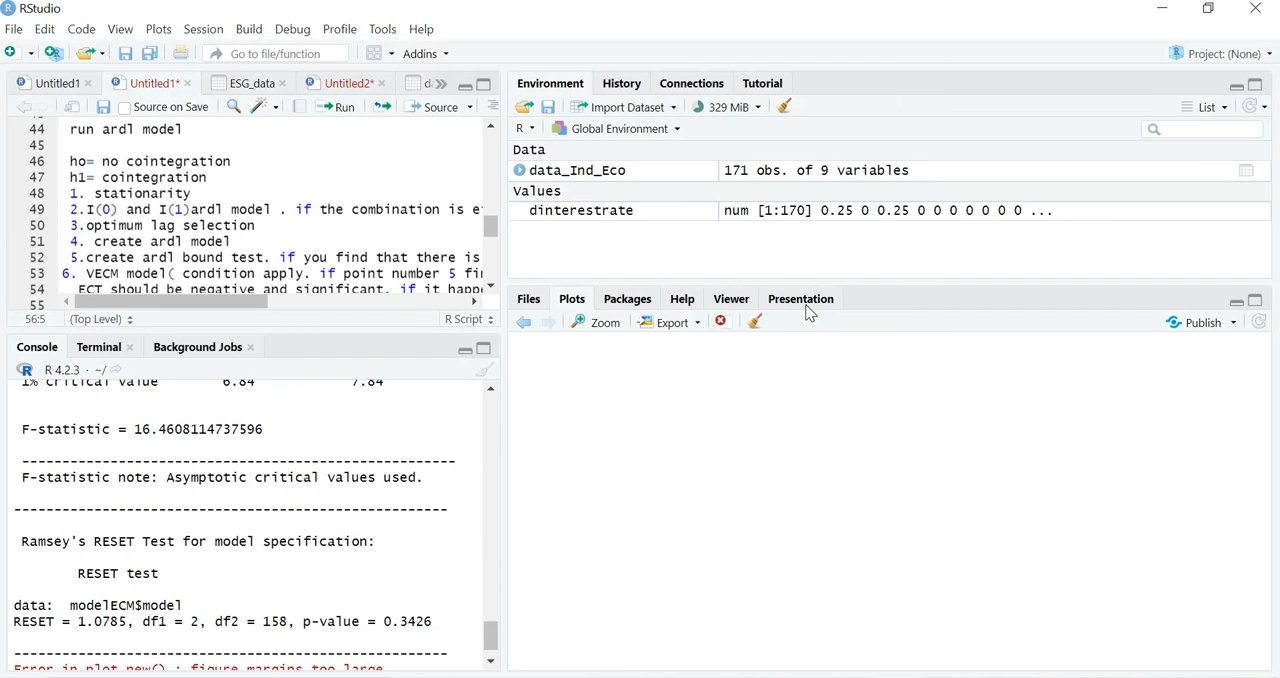 RStudio
File Edit Code View Plots Session Build Debug Profile Tools Help
Go to file/function Addins Project: (None)
Untitled1 Untitled1* ESG_data Untitled2* d
Source on Save Run Source
44 run ardl model
45
46 ho= no cointegration
47 h1= cointegration
48 1. stationarity
49 2.I(0) and I(1)ardl model . if the combination is e
50 3.optimum lag selection
51 4. create ardl model
52 5.create ardl bound test. if you find that there is
53 6. VECM model( condition apply. if point number 5 fi
54 ECT should be negative and significant. if it happ
55
56:5 (Top Level) R Script
Console Terminal Background Jobs
R 4.2.3 · ~/
1% critical value 6.84 7.84
F-statistic = 16.4608114737596
------------------------------------------------------
F-statistic note: Asymptotic critical values used.
------------------------------------------------------
Ramsey's RESET Test for model specification:
RESET test
data: modelECM$model
RESET = 1.0785, df1 = 2, df2 = 158, p-value = 0.3426
------------------------------------------------------
Error in plot.new() : figure margins too large
Environment History Connections Tutorial
Import Dataset 329 MiB List
R Global Environment
Data
data_Ind_Eco 171 obs. of 9 variables
Values
dinterestrate num [1:170] 0.25 0 0.25 0 0 0 0 0 0 0 ...
Files Plots Packages Help Viewer Presentation
Zoom Export Publish